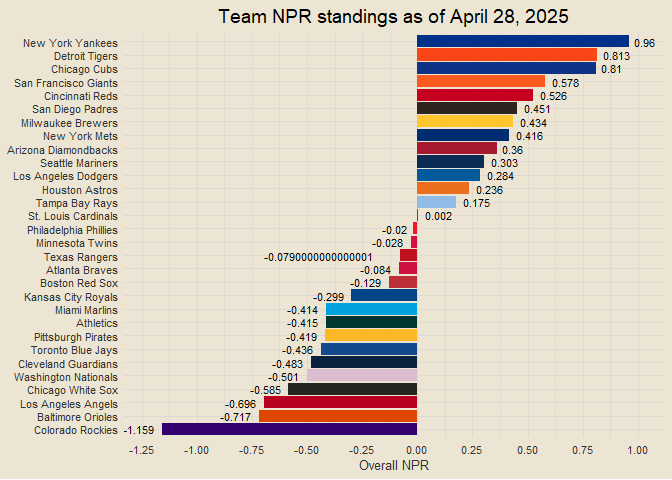 Team NPR standings as of April 28, 2025
New York Yankees 0.96
Detroit Tigers 0.813
Chicago Cubs 0.81
San Francisco Giants 0.578
Cincinnati Reds 0.526
San Diego Padres 0.451
Milwaukee Brewers 0.434
New York Mets 0.416
Arizona Diamondbacks 0.36
Seattle Mariners 0.303
Los Angeles Dodgers 0.284
Houston Astros 0.236
Tampa Bay Rays 0.175
St. Louis Cardinals 0.002
Philadelphia Phillies -0.02
Minnesota Twins -0.028
Texas Rangers -0.0790000000000001
Atlanta Braves -0.084
Boston Red Sox -0.129
Kansas City Royals -0.299
Miami Marlins -0.414
Athletics -0.415
Pittsburgh Pirates -0.419
Toronto Blue Jays -0.436
Cleveland Guardians -0.483
Washington Nationals -0.501
Chicago White Sox -0.585
Los Angeles Angels -0.696
Baltimore Orioles -0.717
Colorado Rockies -1.159
-1.25 -1.00 -0.75 -0.50 -0.25 0.00 0.25 0.50 0.75 1.00
Overall NPR